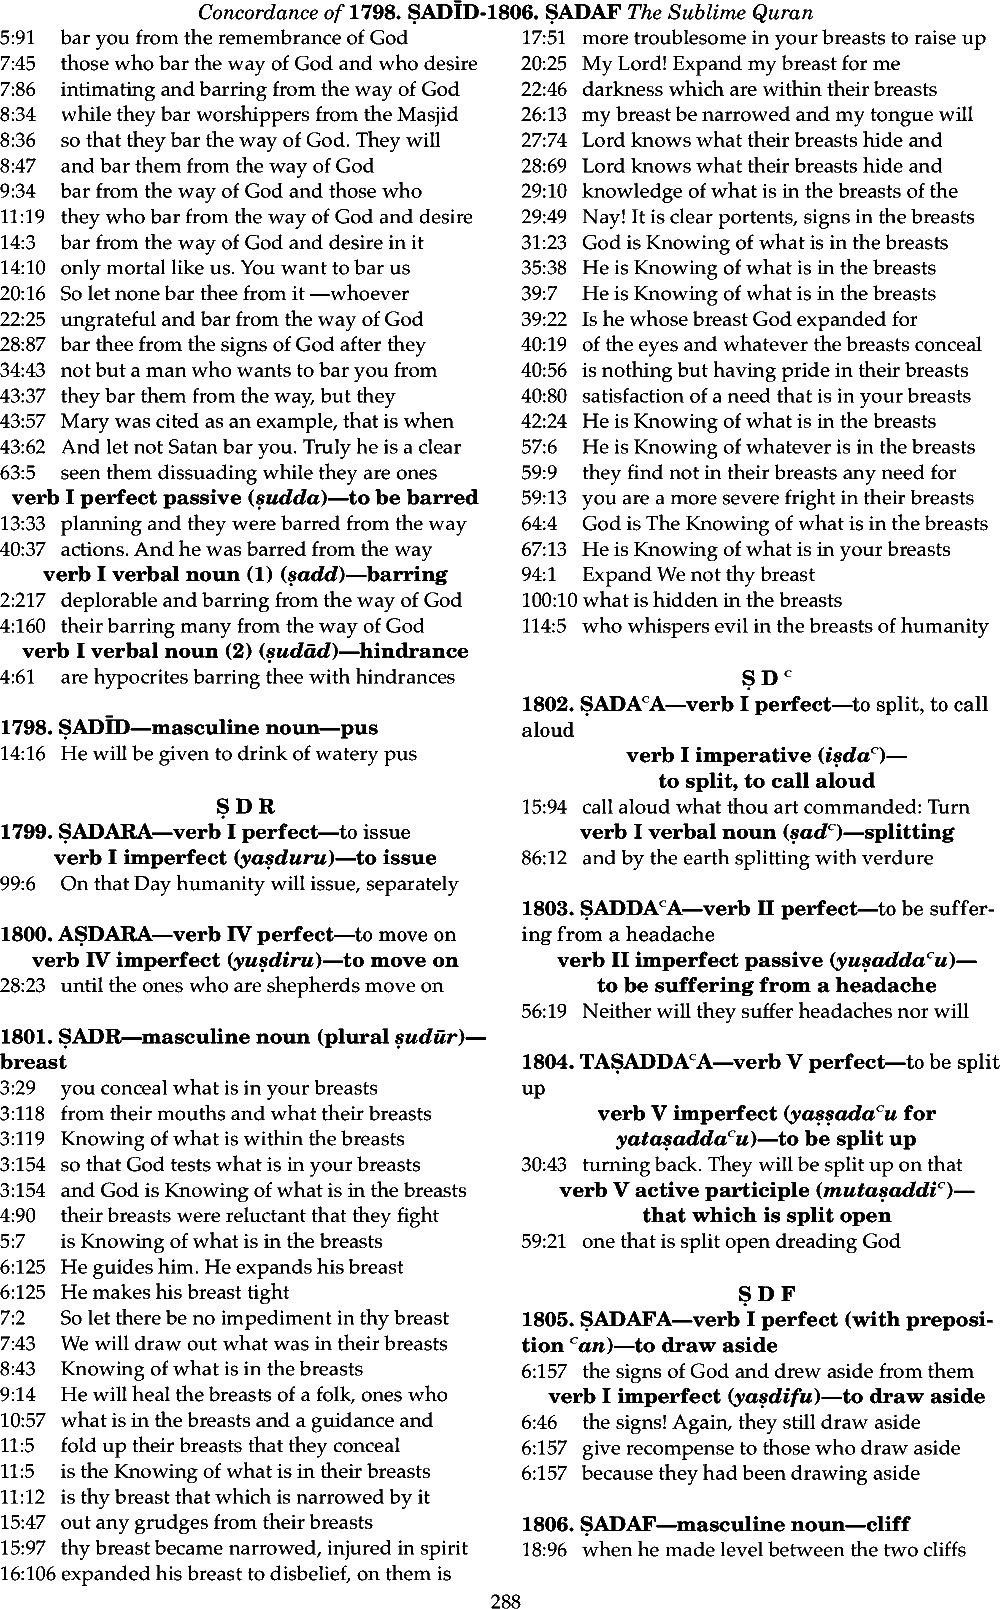 Concordance of 1798. ṢADĪD-1806. ṢADAF The Sublime Quran
5:91 bar you from the remembrance of God
7:45 those who bar the way of God and who desire
7:86 intimating and barring from the way of God
8:34 while they bar worshippers from the Masjid
8:36 so that they bar the way of God. They will
8:47 and bar them from the way of God
9:34 bar from the way of God and those who
11:19 they who bar from the way of God and desire
14:3 bar from the way of God and desire in it
14:10 only mortal like us. You want to bar us
20:16 So let none bar thee from it —whoever
22:25 ungrateful and bar from the way of God
28:87 bar thee from the signs of God after they
34:43 not but a man who wants to bar you from
43:37 they bar them from the way, but they
43:57 Mary was cited as an example, that is when
43:62 And let not Satan bar you. Truly he is a clear
63:5 seen them dissuading while they are ones
verb I perfect passive (ṣudda)—to be barred
13:33 planning and they were barred from the way
40:37 actions. And he was barred from the way
verb I verbal noun (1) (ṣadd)—barring
2:217 deplorable and barring from the way of God
4:160 their barring many from the way of God
verb I verbal noun (2) (ṣudād)—hindrance
4:61 are hypocrites barring thee with hindrances
1798. ṢADĪD—masculine noun—pus
14:16 He will be given to drink of watery pus
Ṣ D R
1799. ṢADARA—verb I perfect—to issue
verb I imperfect (yaṣduru)—to issue
99:6 On that Day humanity will issue, separately
1800. AṢDARA—verb IV perfect—to move on
verb IV imperfect (yuṣdiru)—to move on
28:23 until the ones who are shepherds move on
1801. ṢADR—masculine noun (plural ṣudūr)—
breast
3:29 you conceal what is in your breasts
3:118 from their mouths and what their breasts
3:119 Knowing of what is within the breasts
3:154 so that God tests what is in your breasts
3:154 and God is Knowing of what is in the breasts
4:90 their breasts were reluctant that they fight
5:7 is Knowing of what is in the breasts
6:125 He guides him. He expands his breast
6:125 He makes his breast tight
7:2 So let there be no impediment in thy breast
7:43 We will draw out what was in their breasts
8:43 Knowing of what is in the breasts
9:14 He will heal the breasts of a folk, ones who
10:57 what is in the breasts and a guidance and
11:5 fold up their breasts that they conceal
11:5 is the Knowing of what is in their breasts
11:12 is thy breast that which is narrowed by it
15:47 out any grudges from their breasts
15:97 thy breast became narrowed, injured in spirit
16:106 expanded his breast to disbelief, on them is
17:51 more troublesome in your breasts to raise up
20:25 My Lord! Expand my breast for me
22:46 darkness which are within their breasts
26:13 my breast be narrowed and my tongue will
27:74 Lord knows what their breasts hide and
28:69 Lord knows what their breasts hide and
29:10 knowledge of what is in the breasts of the
29:49 Nay! It is clear portents, signs in the breasts
31:23 God is Knowing of what is in the breasts
35:38 He is Knowing of what is in the breasts
39:7 He is Knowing of what is in the breasts
39:22 Is he whose breast God expanded for
40:19 of the eyes and whatever the breasts conceal
40:56 is nothing but having pride in their breasts
40:80 satisfaction of a need that is in your breasts
42:24 He is Knowing of what is in the breasts
57:6 He is Knowing of whatever is in the breasts
59:9 they find not in their breasts any need for
59:13 you are a more severe fright in their breasts
64:4 God is The Knowing of what is in the breasts
67:13 He is Knowing of what is in your breasts
94:1 Expand We not thy breast
100:10 what is hidden in the breasts
114:5 who whispers evil in the breasts of humanity
Ṣ D ᶜ
1802. ṢADAᶜA—verb I perfect—to split, to call
aloud
verb I imperative (iṣdaᶜ)—
to split, to call aloud
15:94 call aloud what thou art commanded: Turn
verb I verbal noun (ṣadᶜ)—splitting
86:12 and by the earth splitting with verdure
1803. ṢADDAᶜA—verb II perfect—to be suffer-
ing from a headache
verb II imperfect passive (yuṣaddaᶜu)—
to be suffering from a headache
56:19 Neither will they suffer headaches nor will
1804. TAṢADDAᶜA—verb V perfect—to be split
up
verb V imperfect (yaṣṣadaᶜu for
yataṣaddaᶜu)—to be split up
30:43 turning back. They will be split up on that
verb V active participle (mutaṣaddiᶜ)—
that which is split open
59:21 one that is split open dreading God
Ṣ D F
1805. ṢADAFA—verb I perfect (with preposi-
tion ᶜan)—to draw aside
6:157 the signs of God and drew aside from them
verb I imperfect (yaṣdifu)—to draw aside
6:46 the signs! Again, they still draw aside
6:157 give recompense to those who draw aside
6:157 because they had been drawing aside
1806. ṢADAF—masculine noun—cliff
18:96 when he made level between the two cliffs
288